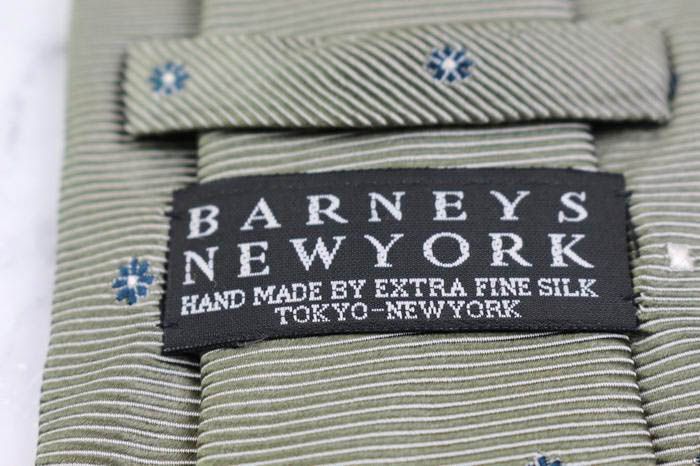 BARNEYS
NEWYORK
HAND MADE BY EXTRA FINE SILK
TOKYO-NEWYORK